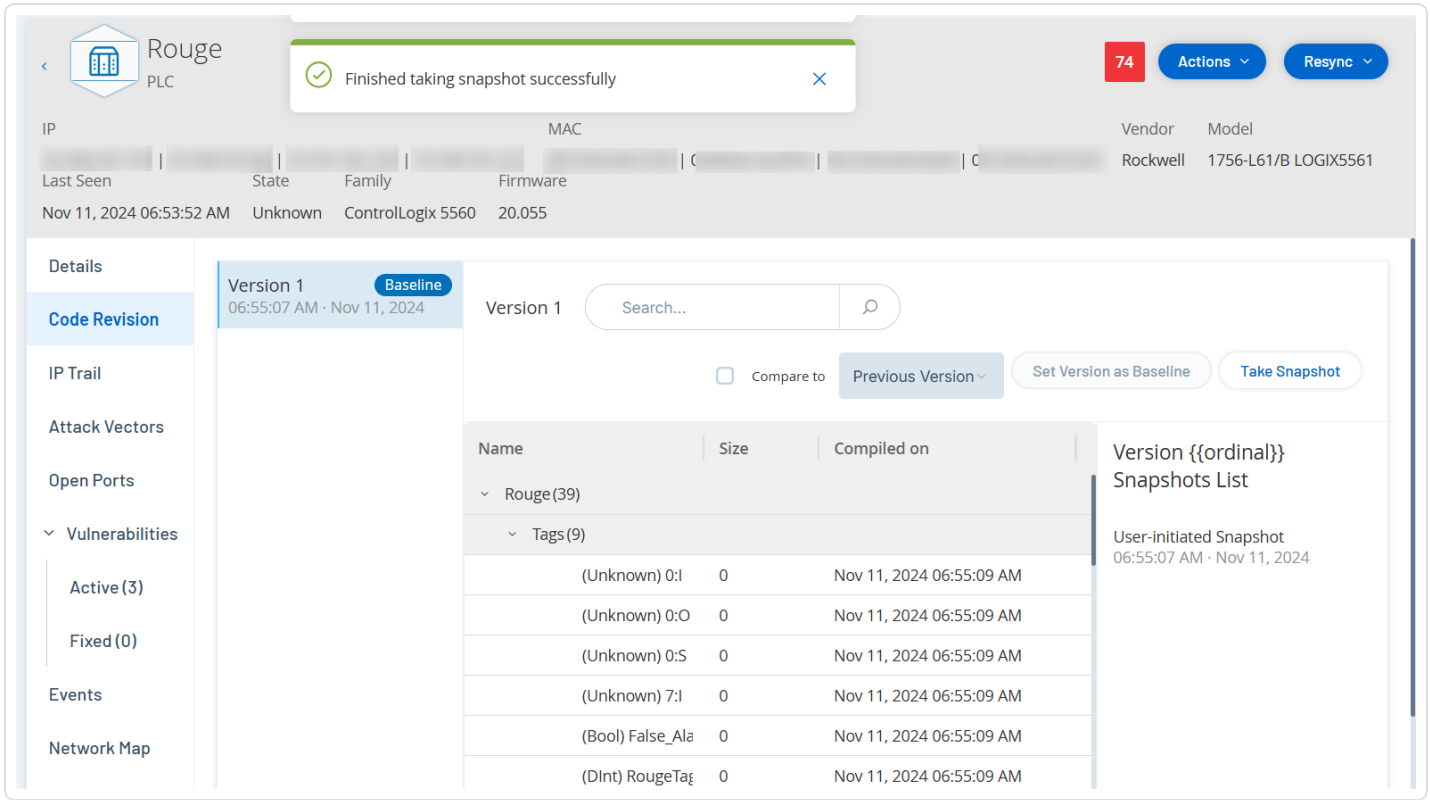 Rouge
PLC
Finished taking snapshot successfully
74
Actions
Resync
IP
MAC
Vendor
Model
| | | | 0 | | 0
Rockwell
1756-L61/B LOGIX5561
Last Seen
State
Family
Firmware
Nov 11, 2024 06:53:52 AM
Unknown
ControlLogix 5560
20.055
Details
Code Revision
IP Trail
Attack Vectors
Open Ports
Vulnerabilities
Active (3)
Fixed (0)
Events
Network Map
Version 1
Baseline
06:55:07 AM · Nov 11, 2024
Version 1
Search...
Compare to
Previous Version
Set Version as Baseline
Take Snapshot
Name Size Compiled on
Rouge (39)
Tags (9)
(Unknown) 0:I 0 Nov 11, 2024 06:55:09 AM
(Unknown) 0:O 0 Nov 11, 2024 06:55:09 AM
(Unknown) 0:S 0 Nov 11, 2024 06:55:09 AM
(Unknown) 7:I 0 Nov 11, 2024 06:55:09 AM
(Bool) False_Ala 0 Nov 11, 2024 06:55:09 AM
(DInt) RougeTag 0 Nov 11, 2024 06:55:09 AM
Version {{ordinal}}
Snapshots List
User-initiated Snapshot
06:55:07 AM · Nov 11, 2024